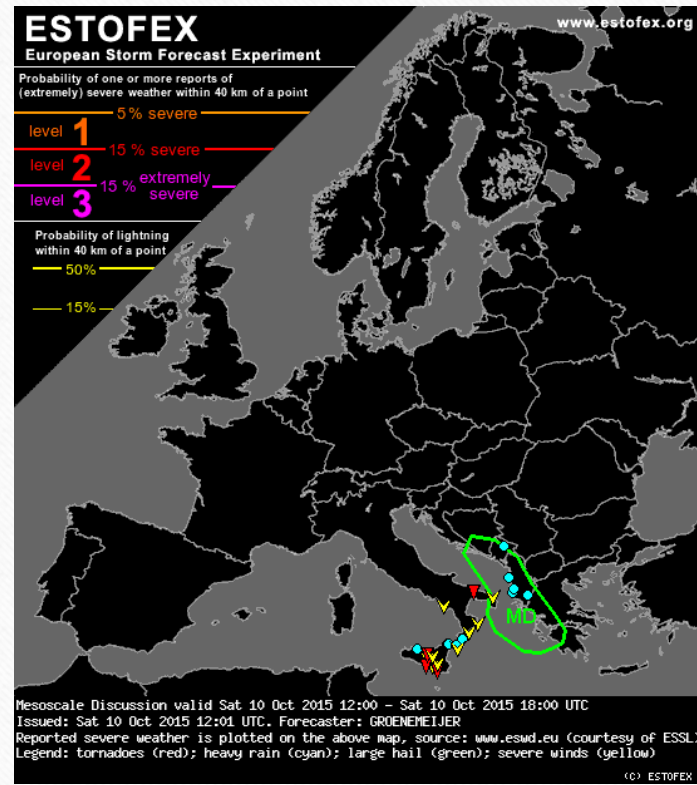 ESTOFEX
www.estofex.org
European Storm Forecast Experiment
Probability of one or more reports of
(extremely) severe weather within 40 km of a point
5% severe
level 1
15 % severe
level 2
15 % extremely severe
level 3
Probability of lightning
within 40 km of a point
50%
15%
MD
Mesoscale Discussion valid Sat 10 Oct 2015 12:00 - Sat 10 Oct 2015 18:00 UTC
Issued: Sat 10 Oct 2015 12:01 UTC. Forecaster: GROENEMEIJER
Reported severe weather is plotted on the above map, source: www.eswd.eu (courtesy of ESSL)
Legend: tornadoes (red); heavy rain (cyan); large hail (green); severe winds (yellow)
(C) ESTOFEX